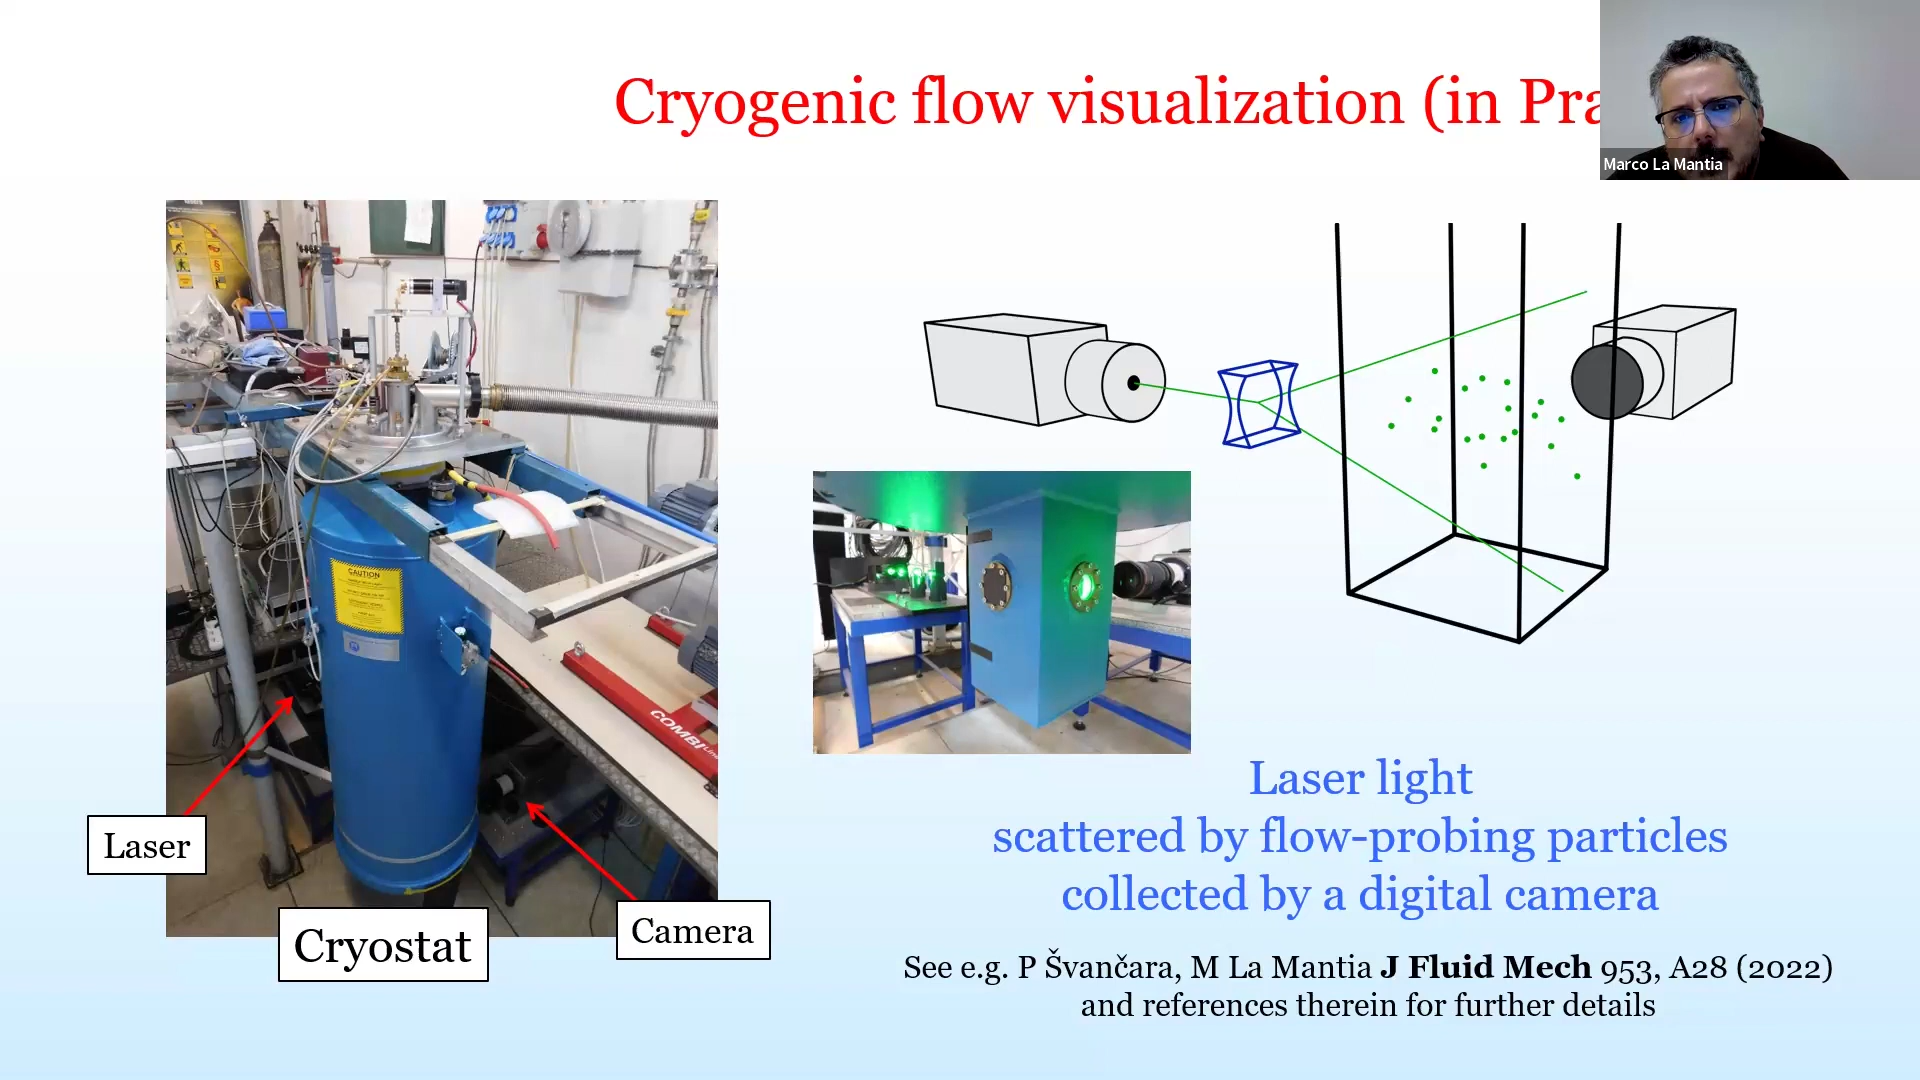 Cryogenic flow visualization (in Pra
Marco La Mantia
CAUTION
COMBI
Laser
Cryostat
Camera
Laser light
scattered by flow-probing particles
collected by a digital camera
See e.g. P Švančara, M La Mantia J Fluid Mech 953, A28 (2022)
and references therein for further details